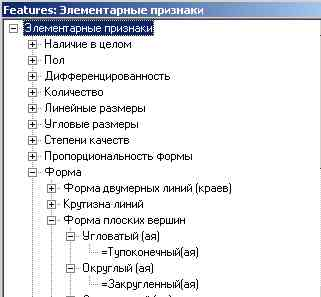 Features: Элементарные признаки
Элементарные признаки
Наличие в целом
Пол
Дифференцированность
Количество
Линейные размеры
Угловые размеры
Степени качеств
Пропорциональность формы
Форма
Форма двумерных линий (краев)
Крутизна линий
Форма плоских вершин
Угловатый (ая)
=Тупоконечный(ая)
Округлый (ая)
=Закругленный(ая)